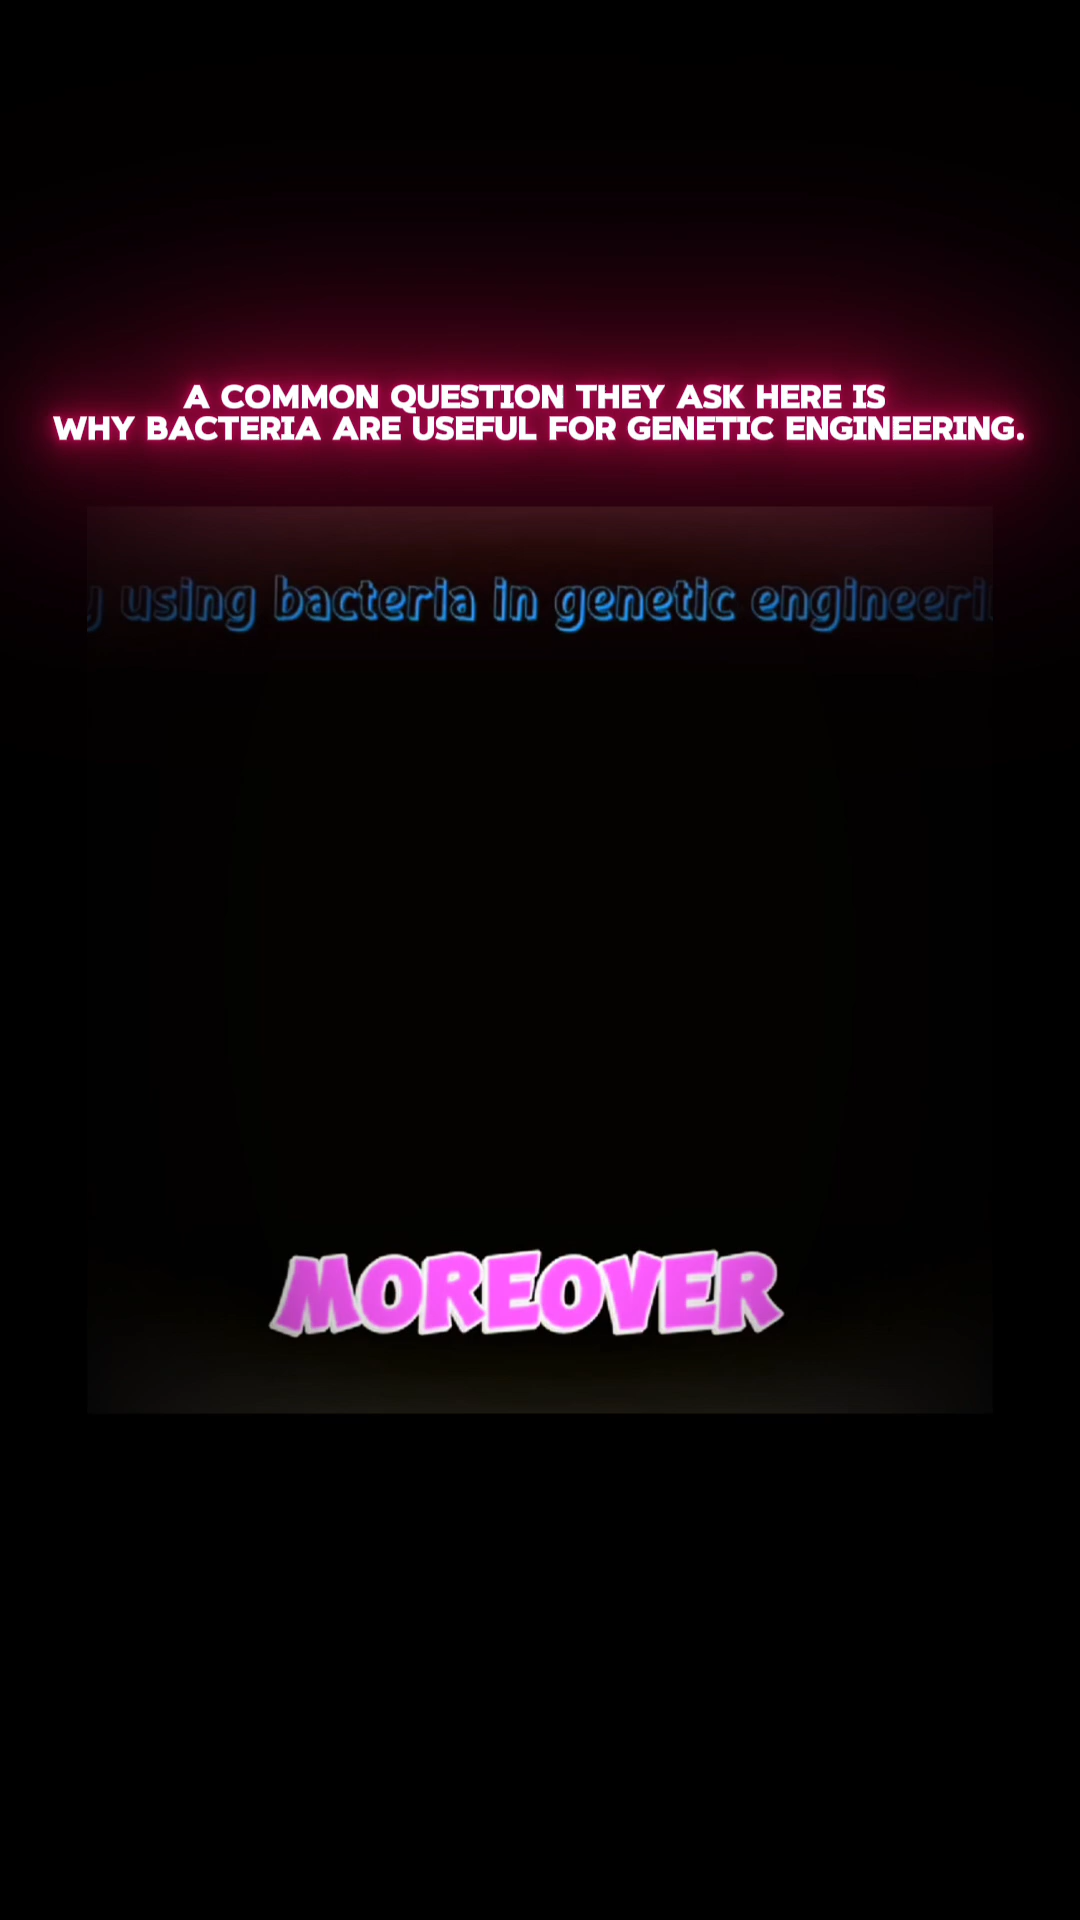 A COMMON QUESTION THEY ASK HERE IS
WHY BACTERIA ARE USEFUL FOR GENETIC ENGINEERING.
using bacteria in genetic
MOREOVER